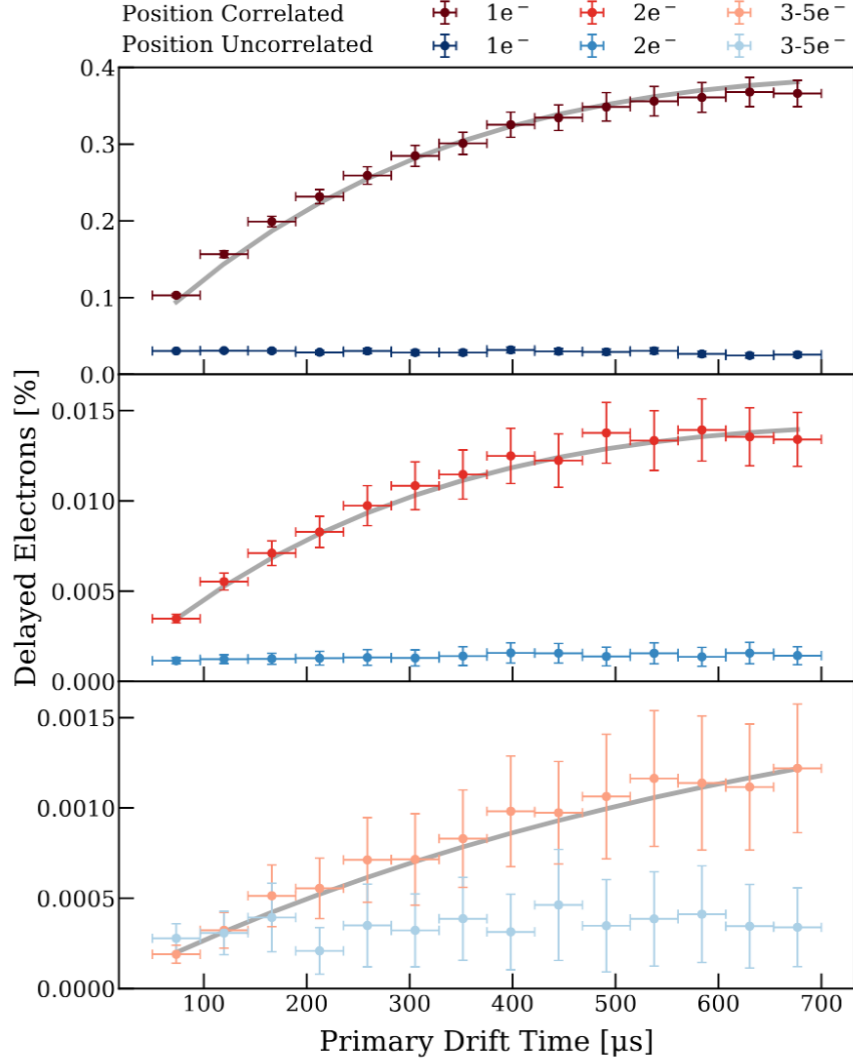 Position Correlated 1e⁻ 2e⁻ 3-5e⁻
Position Uncorrelated 1e⁻ 2e⁻ 3-5e⁻
0.4
0.3
0.2
0.1
0.0
0.015
0.010
0.005
0.000
0.0015
0.0010
0.0005
0.0000
Delayed Electrons [%]
100 200 300 400 500 600 700
Primary Drift Time [μs]